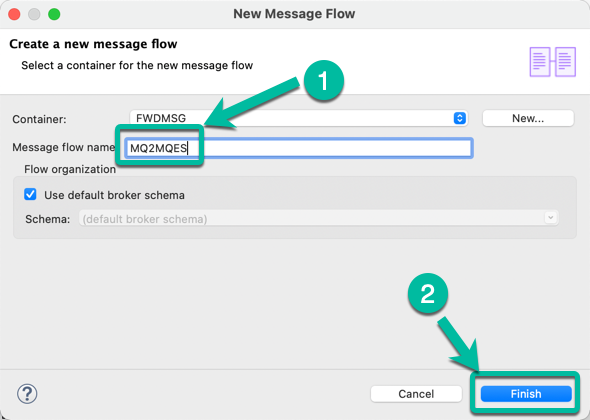 New Message Flow
Create a new message flow
Select a container for the new message flow
1
Container: FWDMSG New...
Message flow name MQ2MQES
Flow organization
Use default broker schema
Schema: (default broker schema)
2
? Cancel Finish